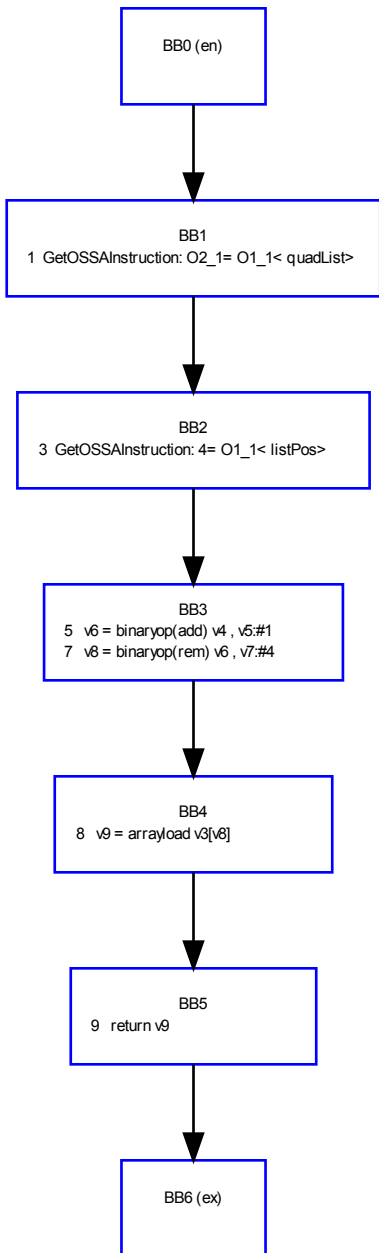 BB0 (en)
BB1
1 GetOSSAInstruction: O2_1= O1_1< quadList>
BB2
3 GetOSSAInstruction: 4= O1_1< listPos>
BB3
5 v6 = binaryop(add) v4 , v5:#1
7 v8 = binaryop(rem) v6 , v7:#4
BB4
8 v9 = arrayload v3[v8]
BB5
9 return v9
BB6 (ex)